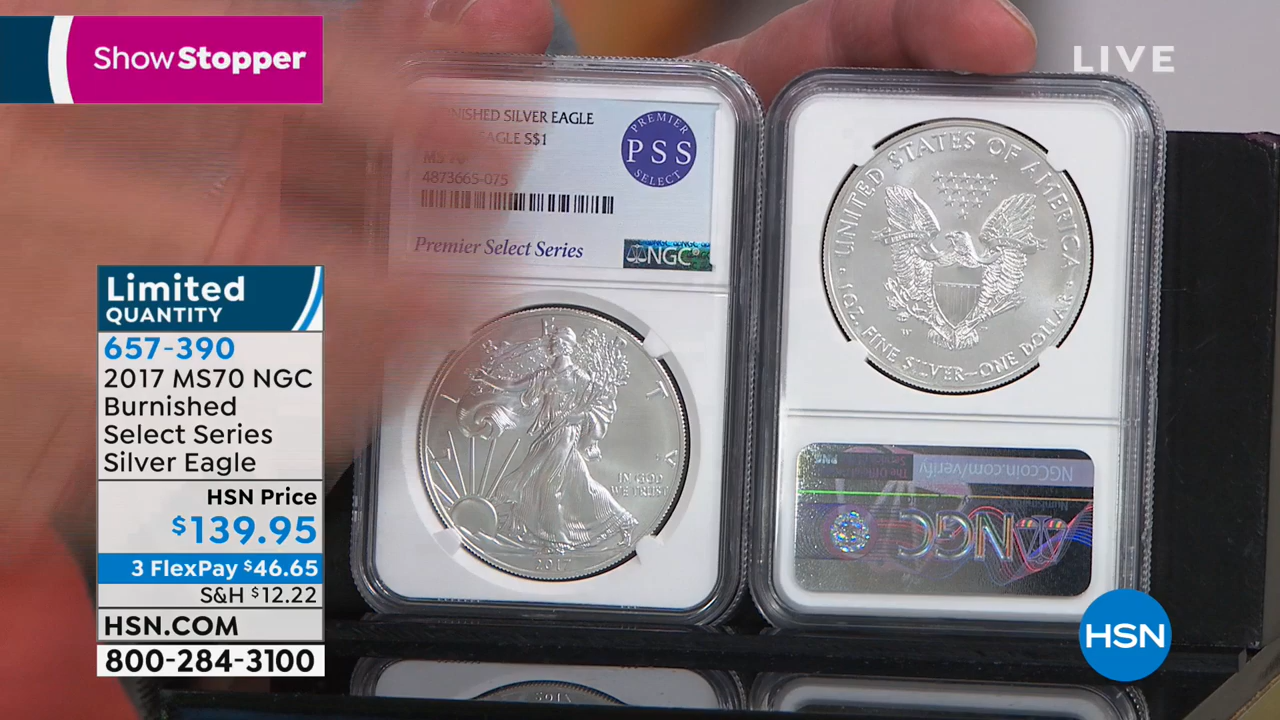 ShowStopper
LIVE
Limited
QUANTITY
657-390
2017 MS70 NGC
Burnished
Select Series
Silver Eagle
HSN Price
$139.95
3 FlexPay $46.65
S&H $12.22
HSN.COM
800-284-3100
SILVER EAGLE
EAGLE S$1
MS 70
4873665-075
PREMIER
PSS
SELECT
Premier Select Series
NGC
LIBERTY
IN GOD
WE TRUST
2017
UNITED STATES OF AMERICA
W
1 OZ. FINE SILVER—ONE DOLLAR
NGCcoin.com/verify
NGC
HSN